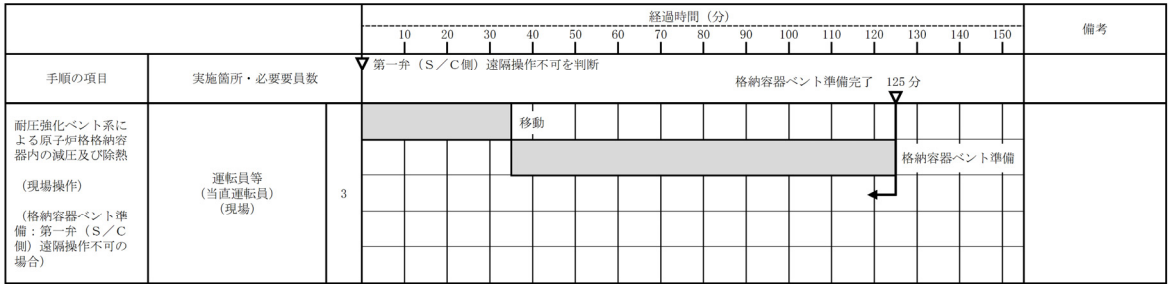 経過時間(分)
備考
10 20 30 40 50 60 70 80 90 100 110 120 130 140 150
手順の項目
実施箇所・必要要員数
第一弁(S/C側)遠隔操作不可を判断
格納容器ベント準備完了 125分
耐圧強化ベント系に
よる原子炉格格納容
器内の減圧及び除熱
(現場操作)
(格納容器ベント準
備:第一弁(S/C
側)遠隔操作不可の
場合)
運転員等
(当直運転員)
(現場)
3
移動
格納容器ベント準備